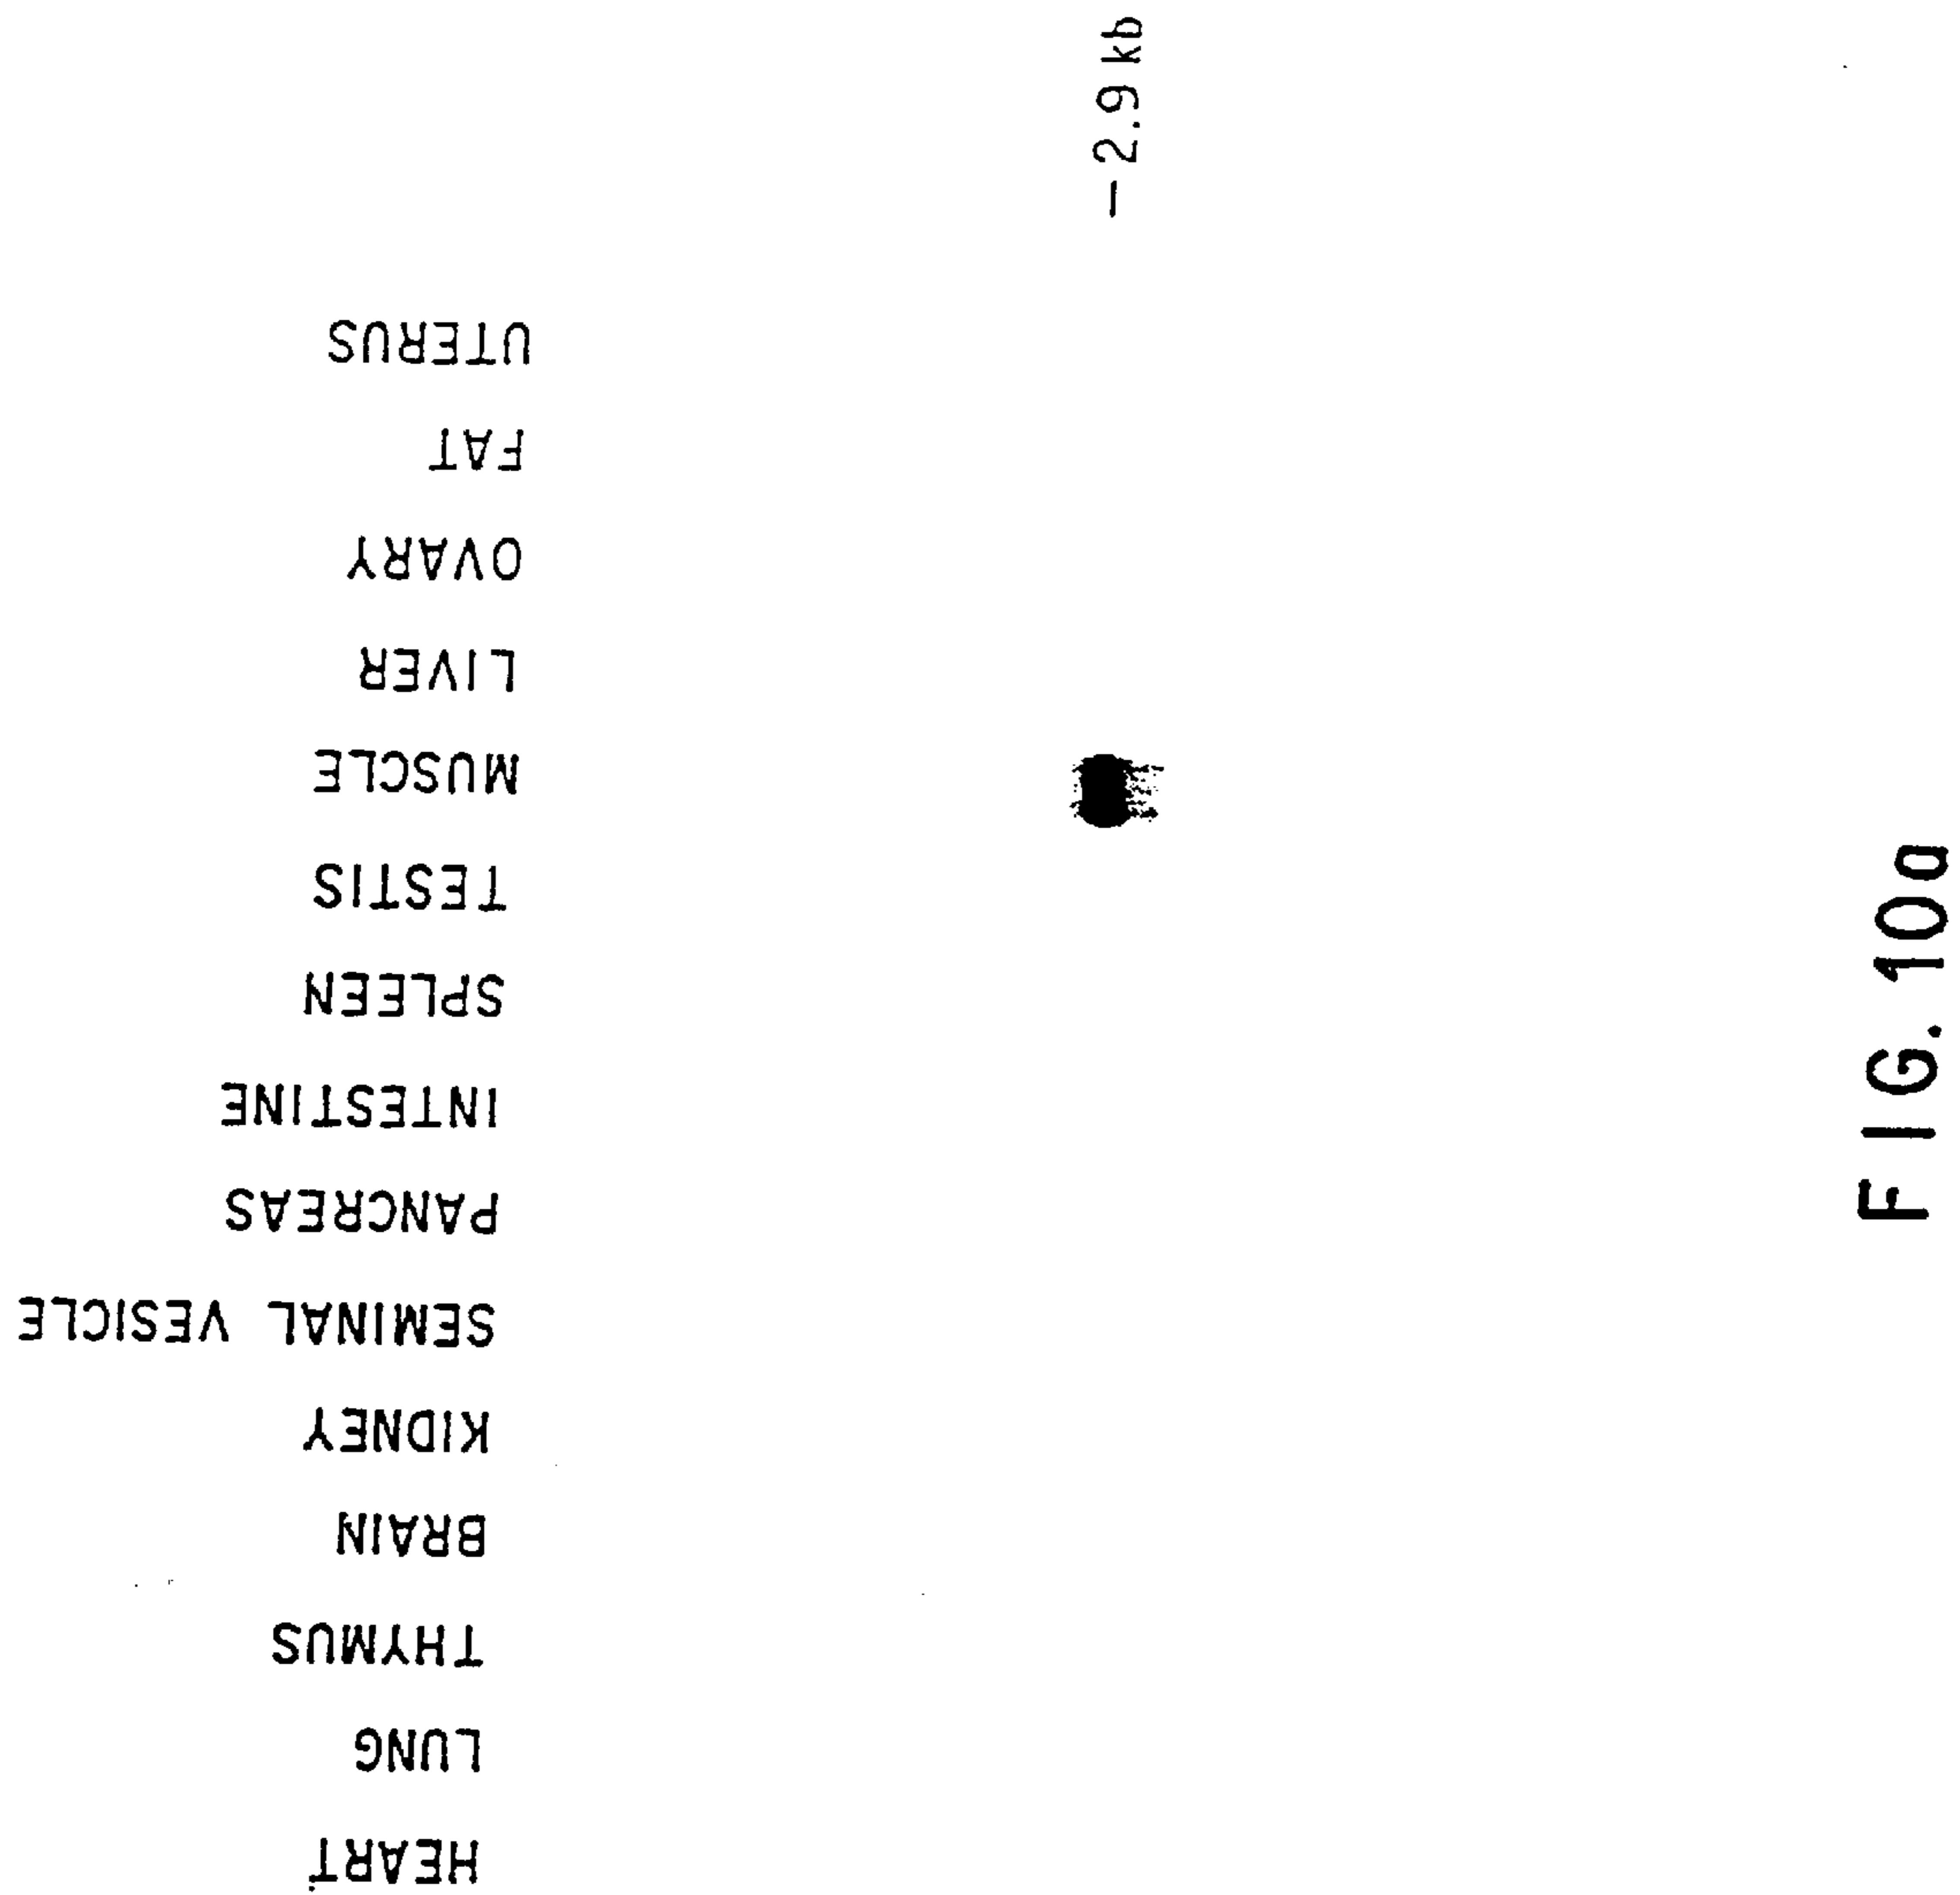 HEART
LUNG
THYMUS
BRAIN
KIDNEY
SEMINAL VESICLE
PANCREAS
INTESTINE
SPLEEN
TESTIS
MUSCLE
LIVER
OVARY
FAT
UTERUS
— 2.9 kb
FIG. 10a